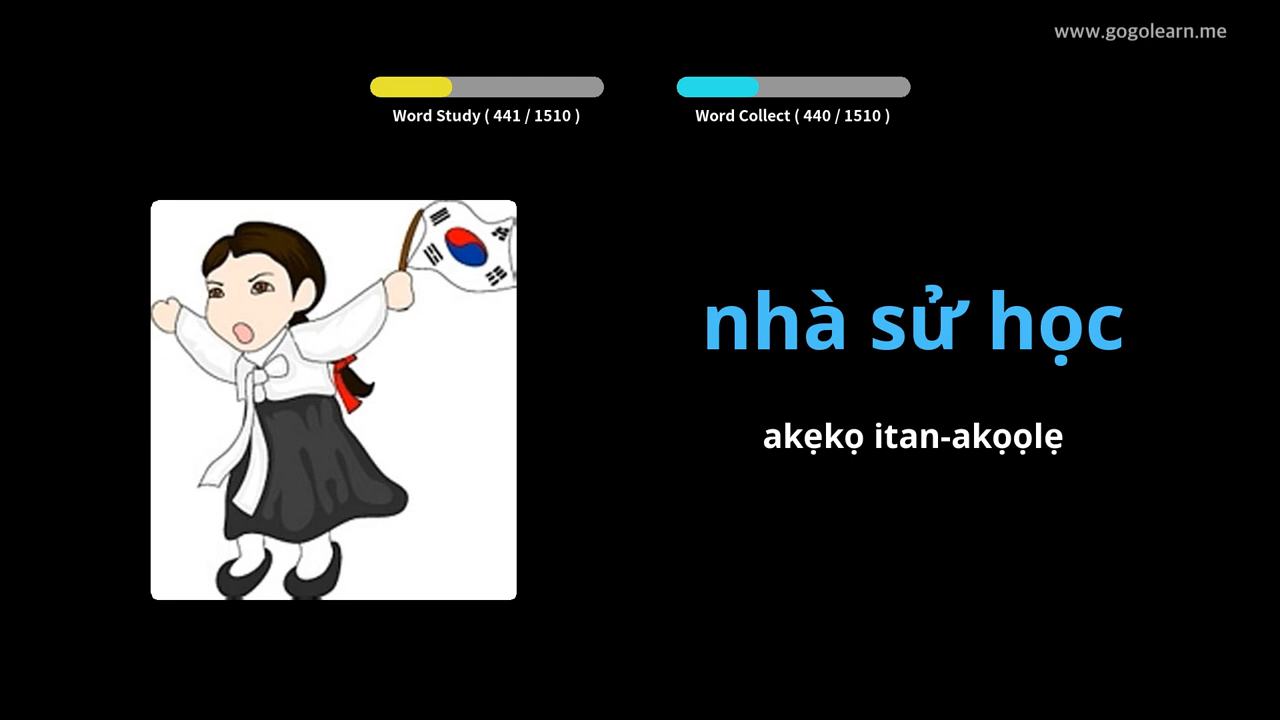 www.gogolearn.me
Word Study ( 441 / 1510 )
Word Collect ( 440 / 1510 )
nhà sử học
akẹkọ itan-akọọlẹ